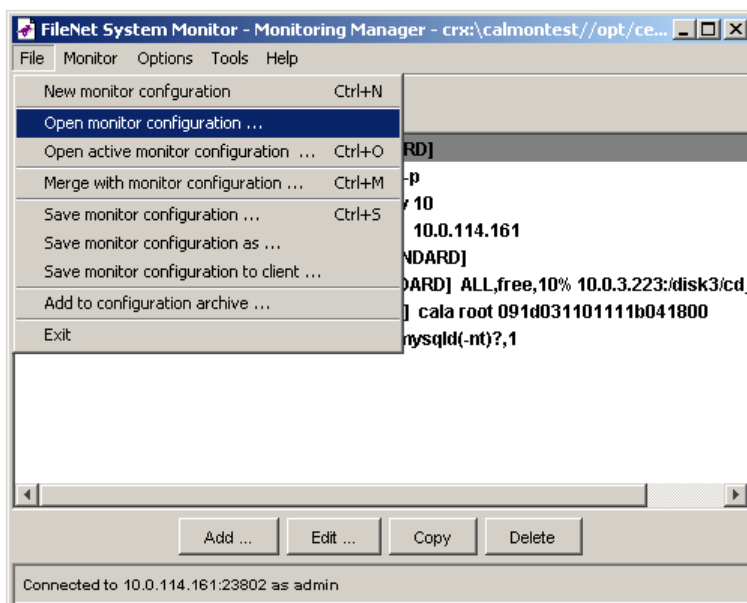 FileNet System Monitor - Monitoring Manager - crx:\calmontest//opt/ce...
File Monitor Options Tools Help
New monitor confguration Ctrl+N
Open monitor configuration ...
Open active monitor configuration ... Ctrl+O
RD]
Merge with monitor configuration ... Ctrl+M
-p
10
Save monitor configuration ... Ctrl+S
10.0.114.161
Save monitor configuration as ...
NDARD]
Save monitor configuration to client ...
DARD] ALL,free,10% 10.0.3.223:/disk3/cd_
Add to configuration archive ...
] cala root 091d031101111b041800
Exit
nysqld(-nt)?,1
Add ... Edit ... Copy Delete
Connected to 10.0.114.161:23802 as admin